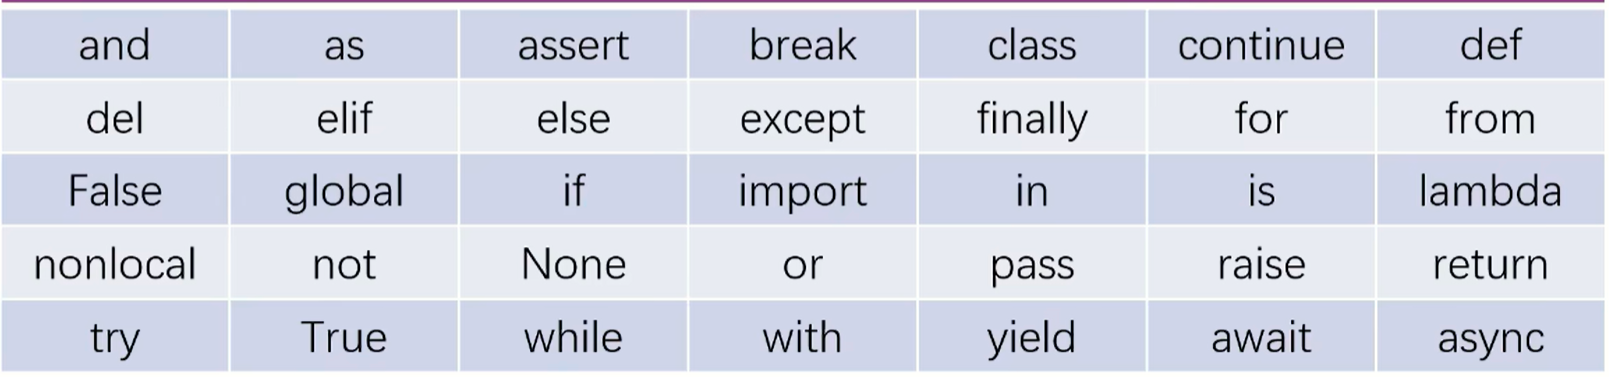 and as assert break class continue def
del elif else except finally for from
False global if import in is lambda
nonlocal not None or pass raise return
try True while with yield await async